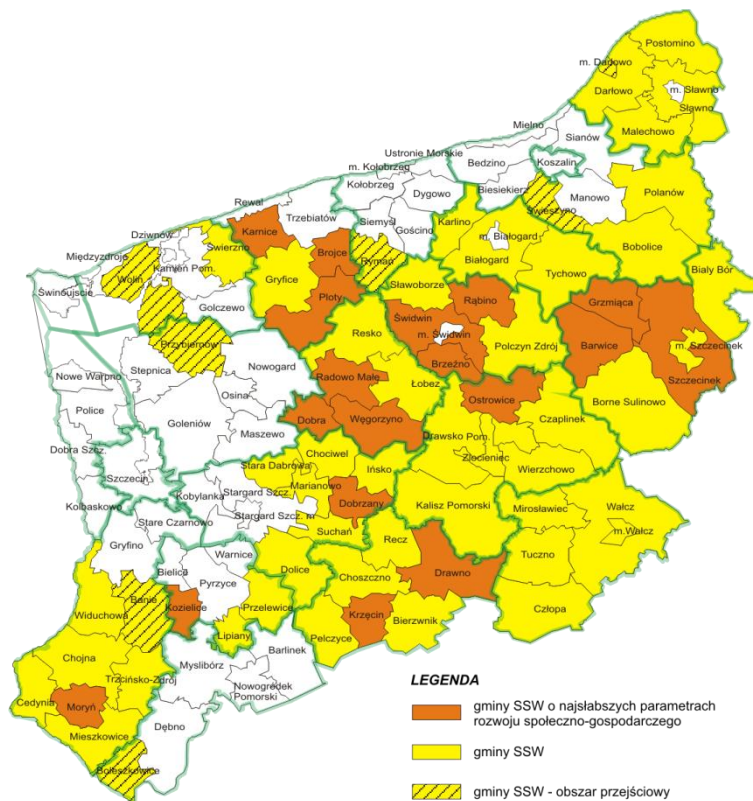 Postomino
m. Dadowo
m. Sławno
Darłowo
Sławno
Mielno
Sianów
Malechowo
Ustronie Morskie
Bedzino
Koszalin
m. Kołobrzeg
Kołobrzeg
Dygowo
Biesiekierz
Manowo
Polanów
Rewal
Trzebiatów
Siemyśl
Gościno
Karlino
Świeszyno
Dziwnów
Świerzno
Karnice
Brojce
Rymań
m. Białogard
Bobolice
Międzyzdroje
Kamień Pom.
Białogard
Wolin
Gryfice
Tychowo
Bialy Bór
Świnoujście
Golczewo
Płoty
Sławoborze
Rąbino
Grzmiąca
Świdwin
m. Świdwin
Przybiernów
Resko
Połczyn Zdrój
Barwice
m. Szczecinek
Stepnica
Nowogard
Brzeżno
Szczecinek
Nowe Warpno
Radowo Małe
Łobez
Osina
Ostrowice
Borne Sulinowo
Police
Goleniów
Dobra
Węgorzyno
Czaplinek
Maszewo
Drawsko Pom.
Dobra Szcz.
Chociwel
Złocieniec
Stara Dąbrowa
Ińsko
Wierzchowo
Szczecin
Marianowo
Kobylanka
Stargard Szcz.
Dobrzany
Kalisz Pomorski
Kołbaskowo
Stargard Szcz. m
Mirosławiec
Wałcz
Stare Czarnowo
Suchań
m.Wałcz
Gryfino
Warnice
Recz
Tuczno
Bielice
Dolice
Pyrzyce
Choszczno
Drawno
Banie
Kozielice
Przelewice
Człopa
Widuchowa
Krzęcin
Bierzwnik
Lipiany
Pełczyce
Chojna
Barlinek
Myslibórz
Trzcińsko-Zdrój
Cedynia
Moryń
Nowogródek
Pomorski
Mieszkowice
Dębno
Boleszkowice
LEGENDA
gminy SSW o najsłabszych parametrach
rozwoju społeczno-gospodarczego
gminy SSW
gminy SSW - obszar przejściowy